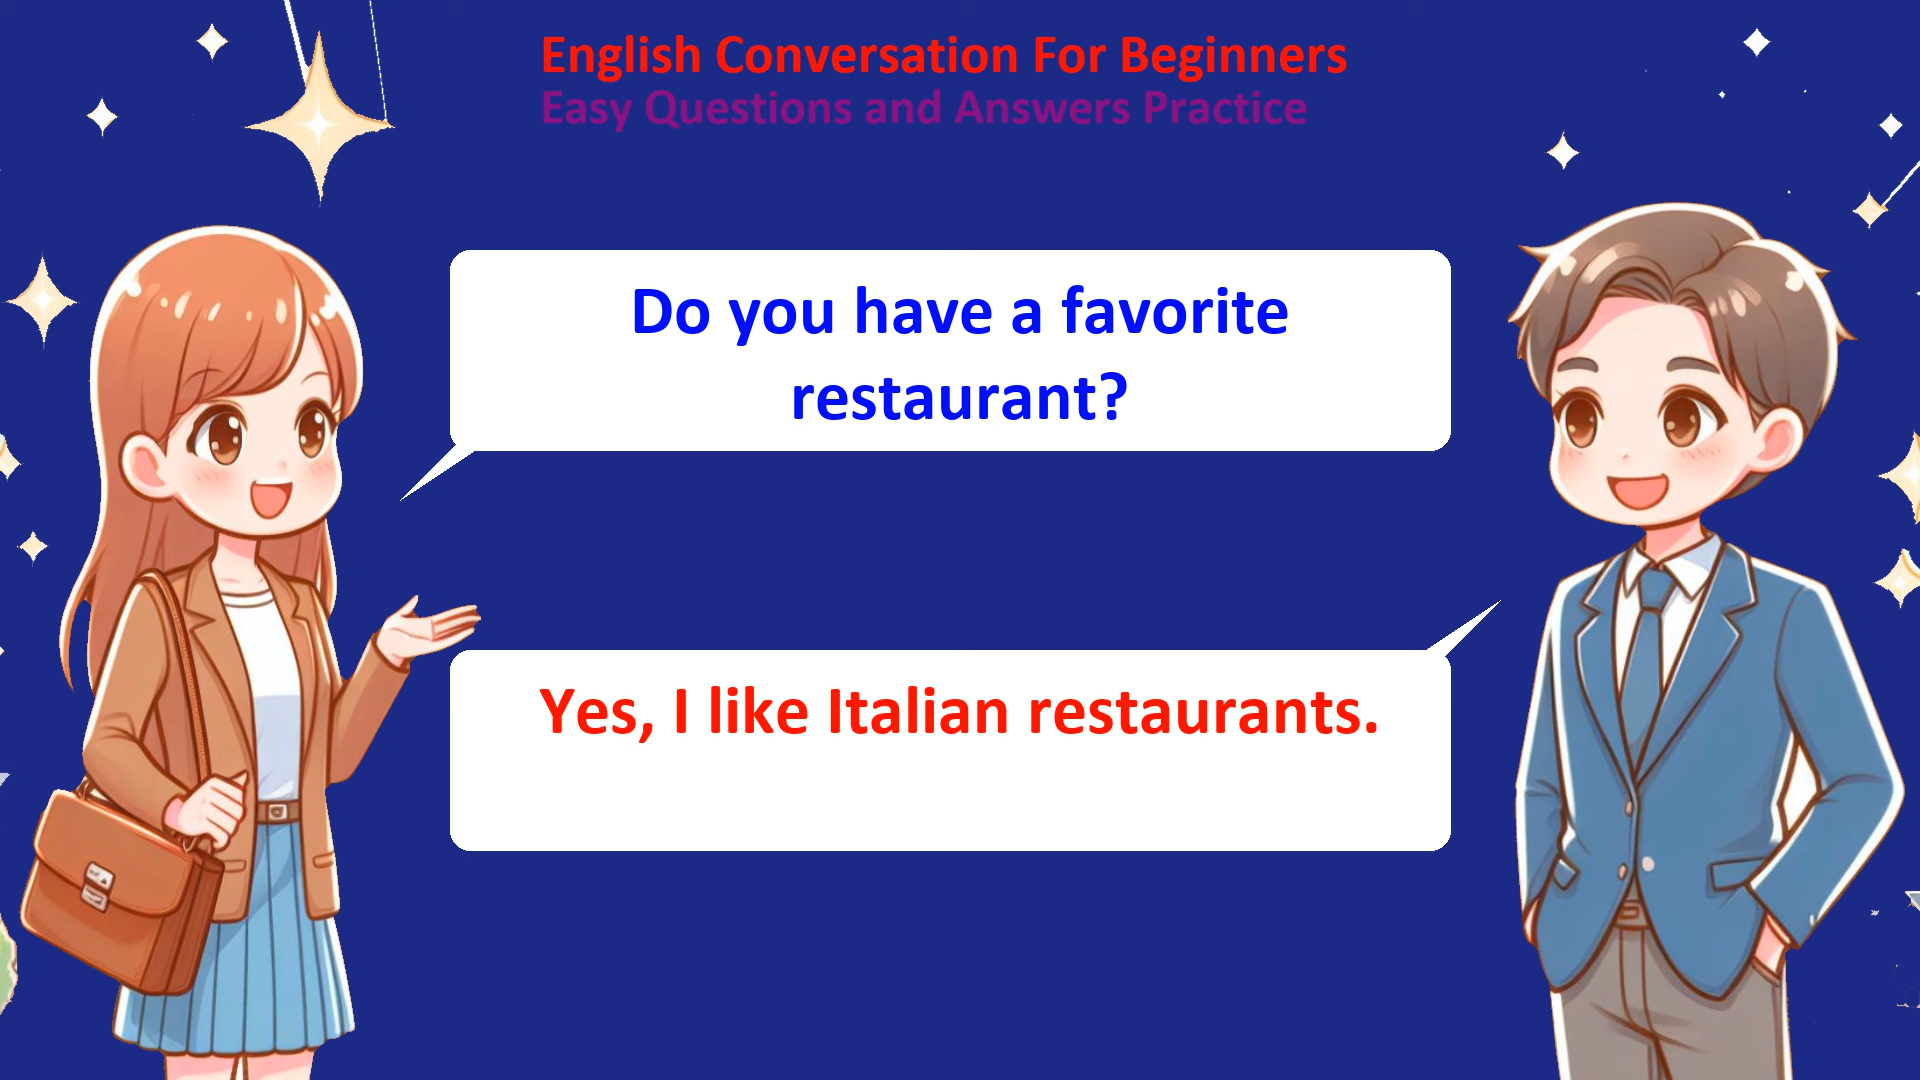 English Conversation For Beginners
Easy Questions and Answers Practice
Do you have a favorite
restaurant?
Yes, I like Italian restaurants.